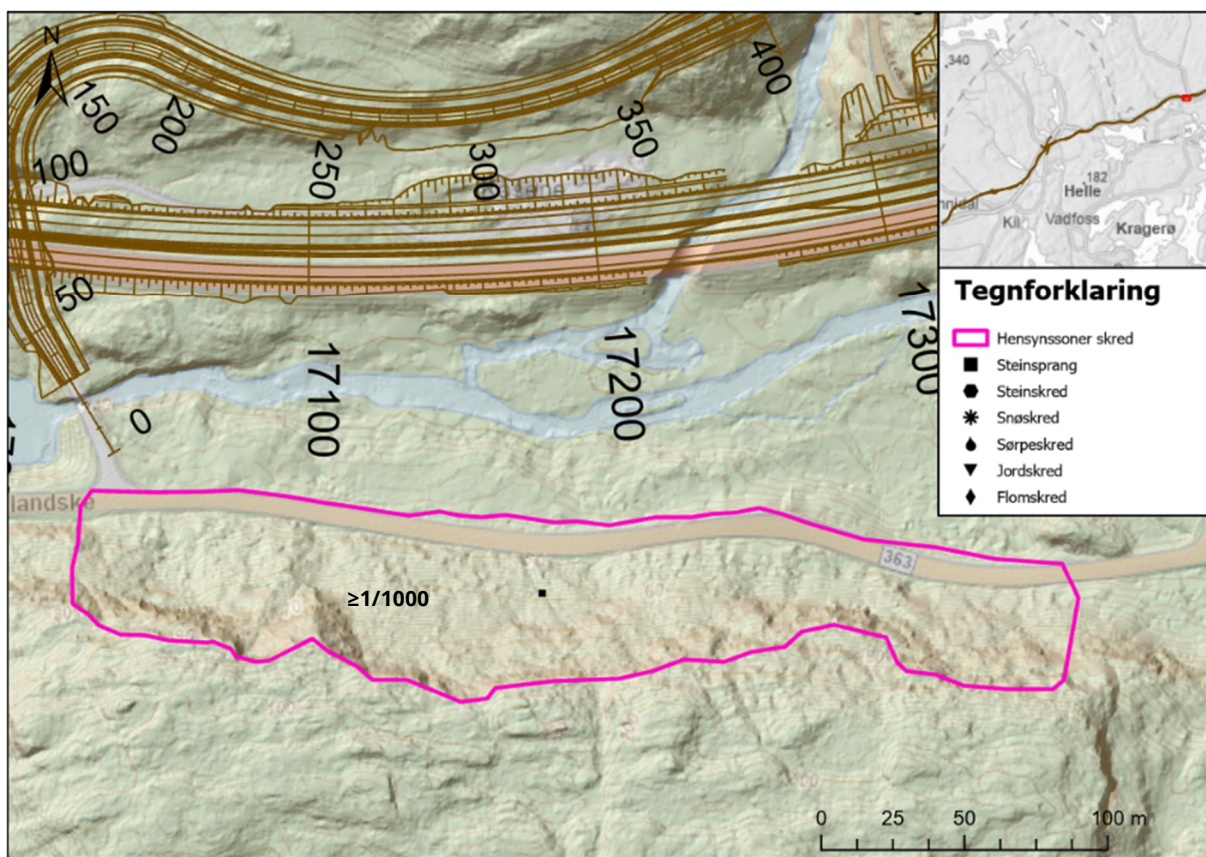 N
150
200
100
250
300
350
400
50
0
17100
17200
17300
landske
363
≥1/1000
340
182
Helle
Kil
Vadfoss
Kragerø
Tegnforklaring
Hensynssoner skred
Steinsprang
Steinskred
Snøskred
Sørpeskred
Jordskred
Flomskred
0 25 50 100 m